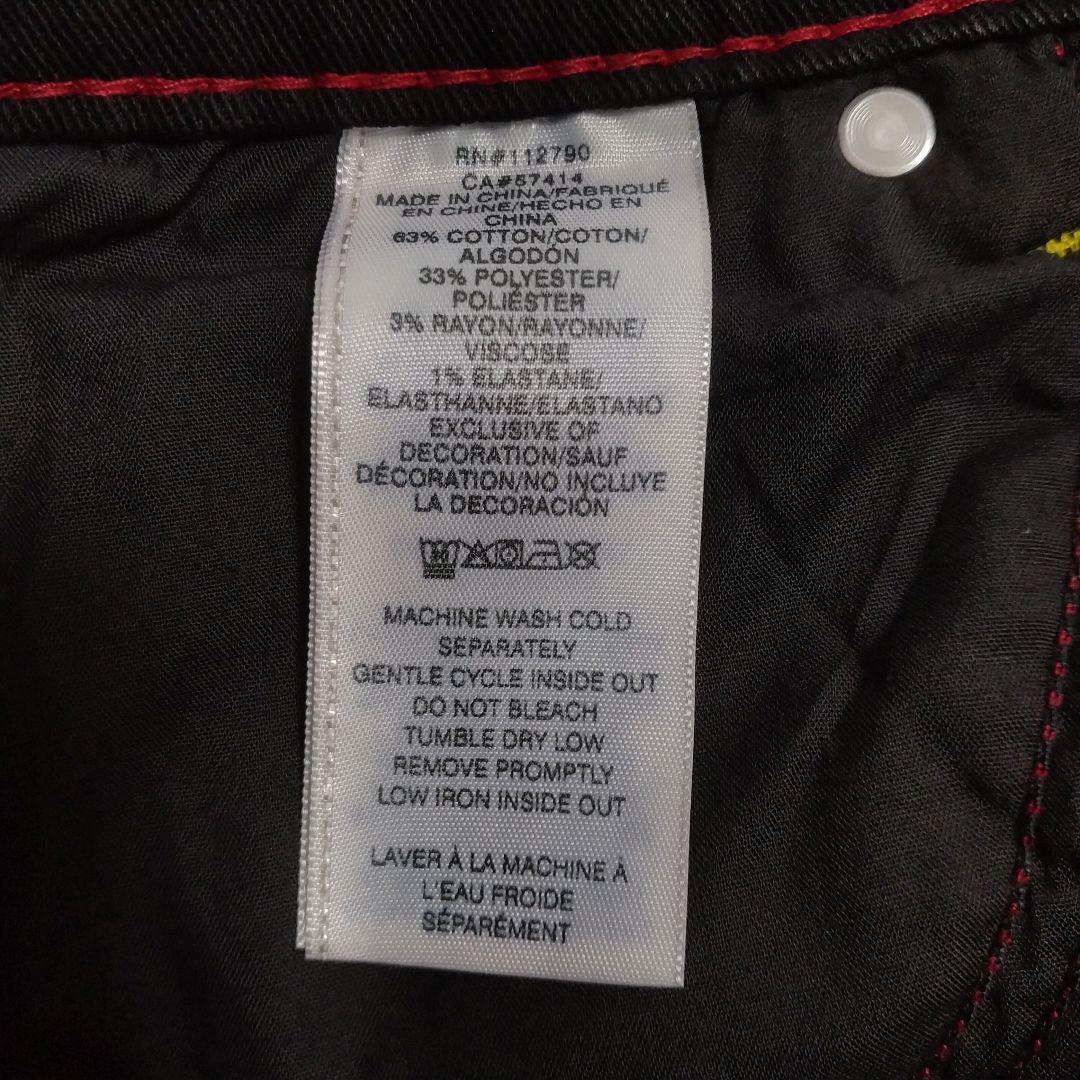 RN#112790
CA#57414
MADE IN CHINA/FABRIQUÉ
EN CHINE/HECHO EN
CHINA
63% COTTON/COTON/
ALGODÓN
33% POLYESTER/
POLIÉSTER
3% RAYON/RAYONNE/
VISCOSE
1% ELASTANE/
ELASTHANNE/ELASTANO
EXCLUSIVE OF
DECORATION/SAUF
DÉCORATION/NO INCLUYE
LA DECORACIÓN
MACHINE WASH COLD
SEPARATELY
GENTLE CYCLE INSIDE OUT
DO NOT BLEACH
TUMBLE DRY LOW
REMOVE PROMPTLY
LOW IRON INSIDE OUT
LAVER À LA MACHINE À
L'EAU FROIDE
SÉPARÉMENT